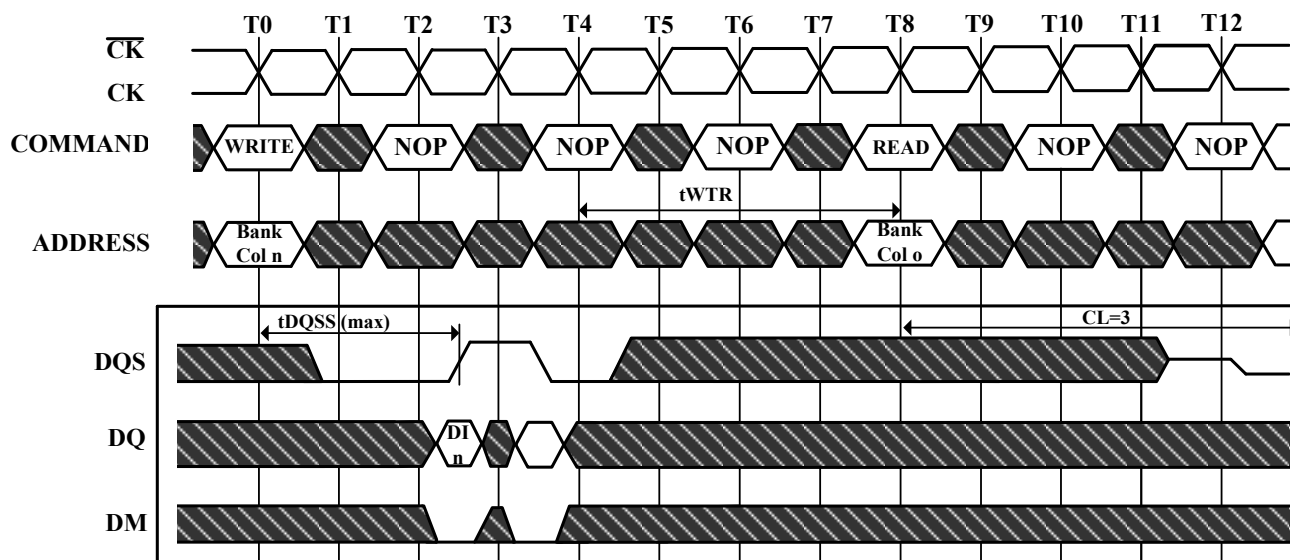 T0 T1 T2 T3 T4 T5 T6 T7 T8 T9 T10 T11 T12
CK
CK
COMMAND WRITE NOP NOP NOP READ NOP NOP
tWTR
ADDRESS Bank Col n Bank Col o
tDQSS (max) CL=3
DQS
DQ DI n
DM